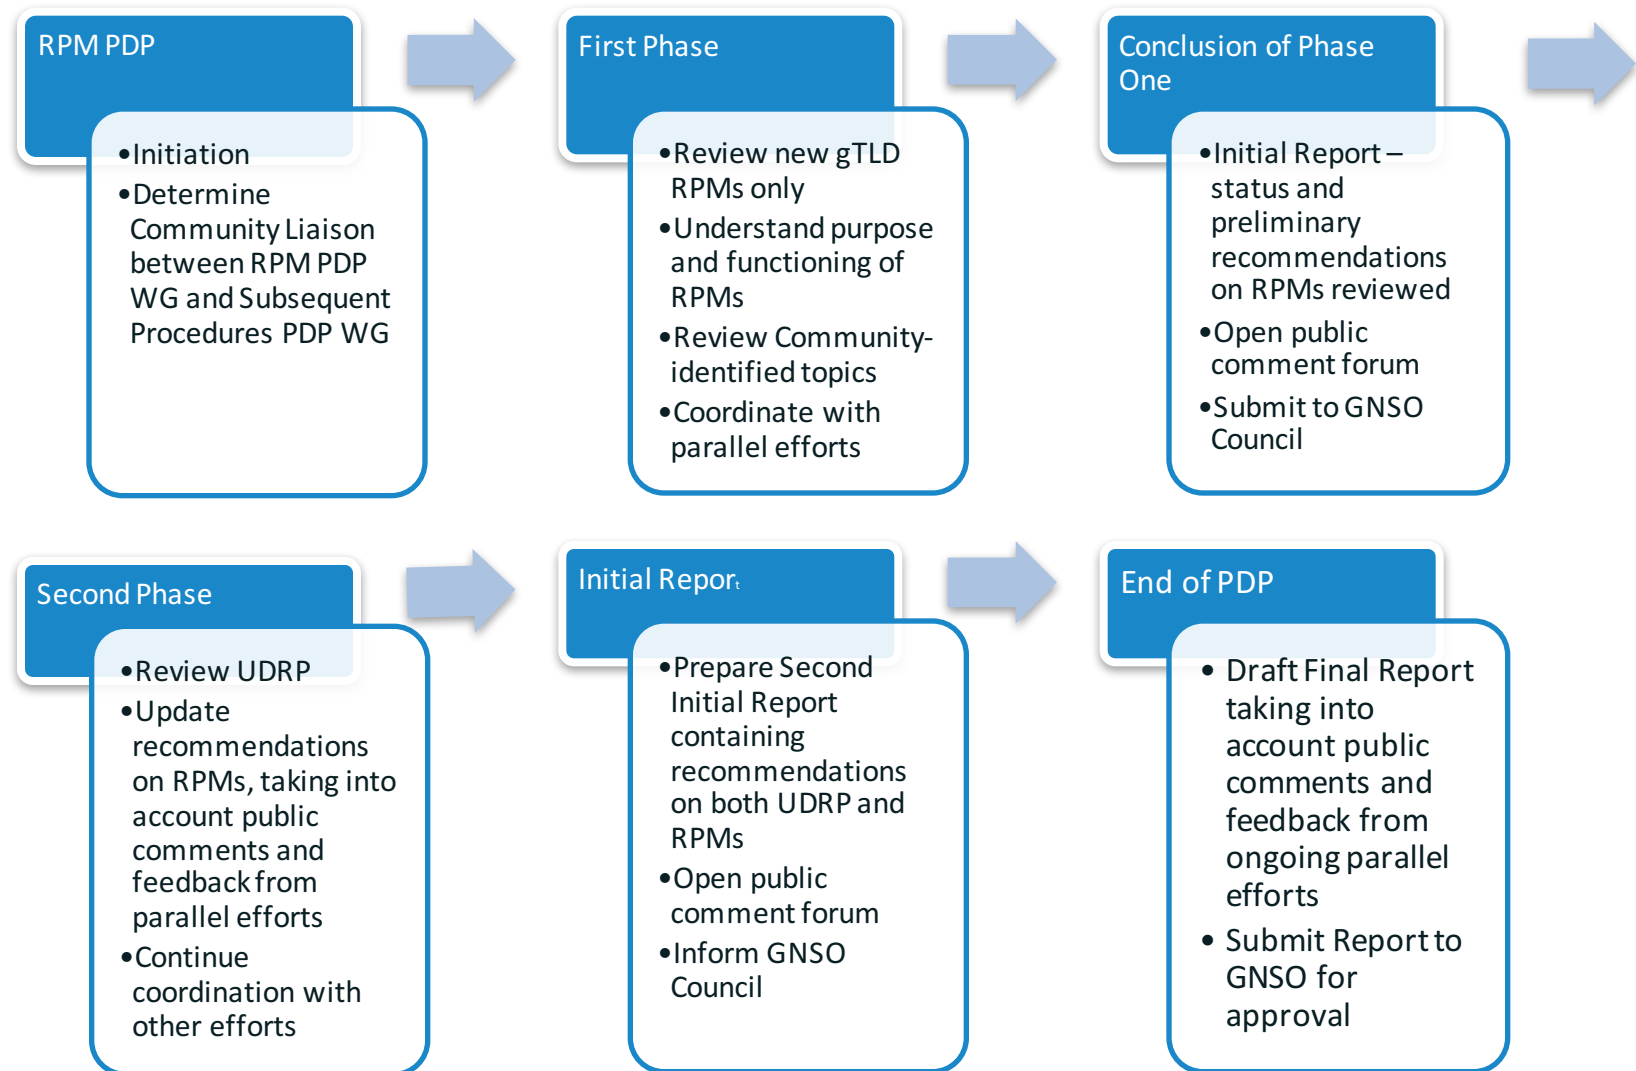 RPM PDP
•Initiation
•Determine
Community Liaison
between RPM PDP
WG and Subsequent
Procedures PDP WG
First Phase
•Review new gTLD
RPMs only
•Understand purpose
and functioning of
RPMs
•Review Community-
identified topics
•Coordinate with
parallel efforts
Conclusion of Phase
One
•Initial Report –
status and
preliminary
recommendations
on RPMs reviewed
•Open public
comment forum
•Submit to GNSO
Council
Second Phase
•Review UDRP
•Update
recommendations
on RPMs, taking into
account public
comments and
feedback from
parallel efforts
•Continue
coordination with
other efforts
Initial Report
•Prepare Second
Initial Report
containing
recommendations
on both UDRP and
RPMs
•Open public
comment forum
•Inform GNSO
Council
End of PDP
• Draft Final Report
taking into
account public
comments and
feedback from
ongoing parallel
efforts
• Submit Report to
GNSO for
approval